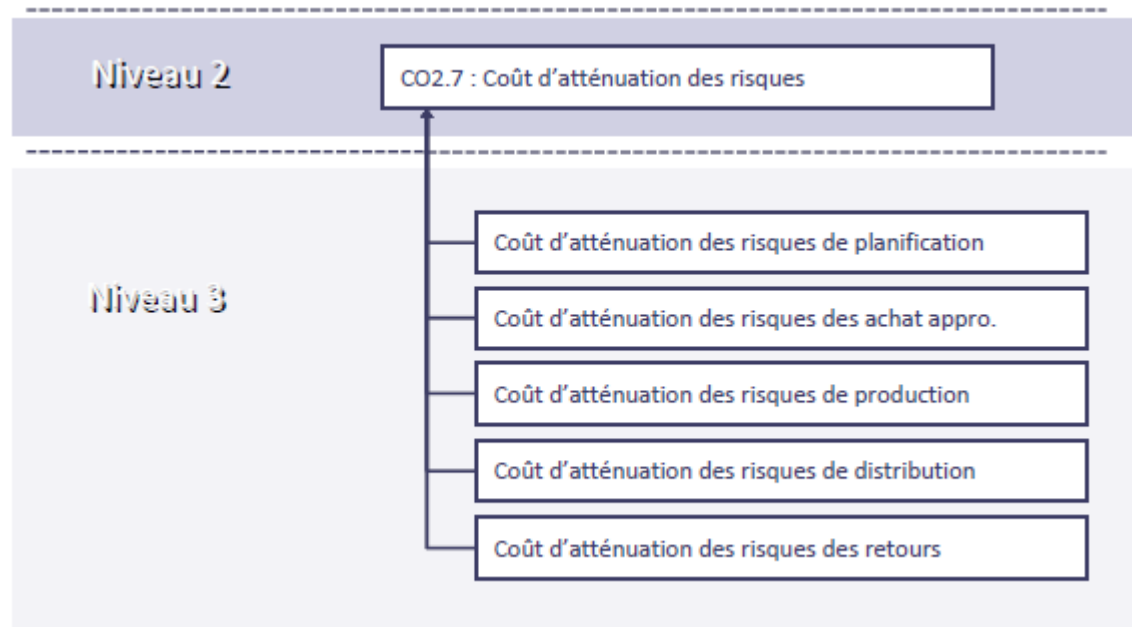 Niveau 2
CO2.7 : Coût d’atténuation des risques
Niveau 3
Coût d’atténuation des risques de planification
Coût d’atténuation des risques des achat appro.
Coût d’atténuation des risques de production
Coût d’atténuation des risques de distribution
Coût d’atténuation des risques des retours